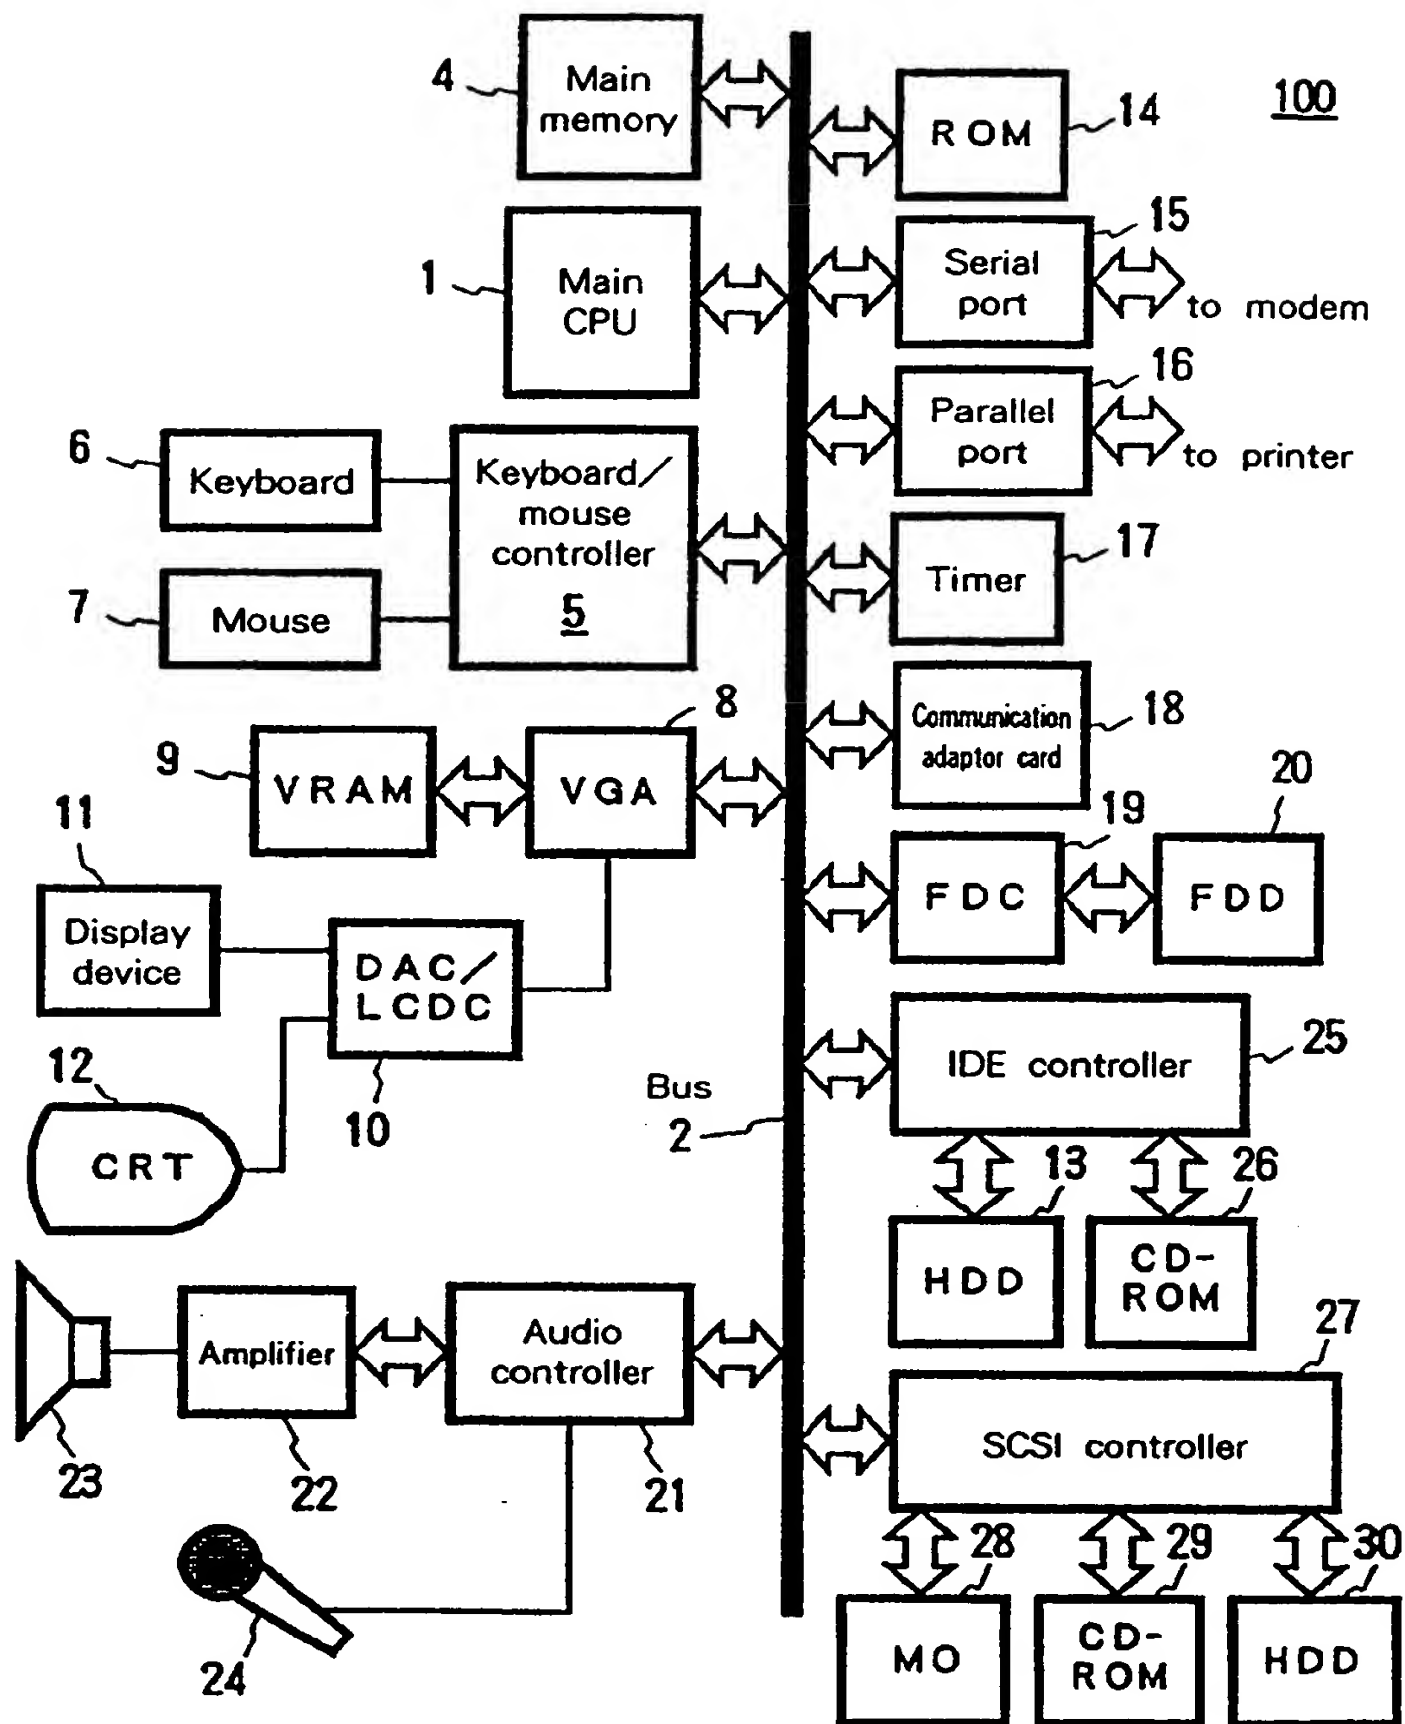 4
Main
memory
1
Main
CPU
6
Keyboard
7
Mouse
Keyboard/
mouse
controller
5
8
9
VRAM
VGA
11
Display
device
DAC/
LCDC
10
12
CRT
Bus
2
Amplifier
Audio
controller
23
22
21
24
100
ROM
14
15
Serial
port
to modem
16
Parallel
port
to printer
17
Timer
Communication
adaptor card
18
19
20
FDC
FDD
IDE controller
25
13
26
HDD
CD-
ROM
27
SCSI controller
28
29
30
MO
CD-
ROM
HDD